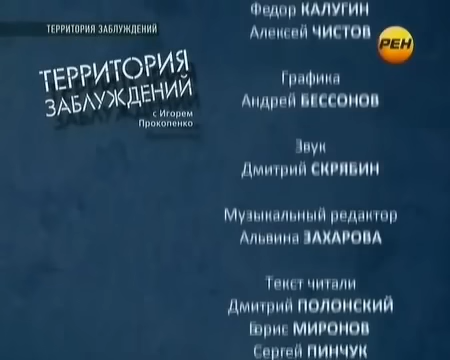 ТЕРРИТОРИЯ ЗАБЛУЖДЕНИЙ
ТЕРРИТОРИЯ
ЗАБЛУЖДЕНИЙ
с Игорем
Прокопенко
РЕН
Федор КАЛУГИН
Алексей ЧИСТОВ
Графика
Андрей БЕССОНОВ
Звук
Дмитрий СКРЯБИН
Музыкальный редактор
Альвина ЗАХАРОВА
Текст читали
Дмитрий ПОЛОНСКИЙ
Борис МИРОНОВ
Сергей ПИНЧУК